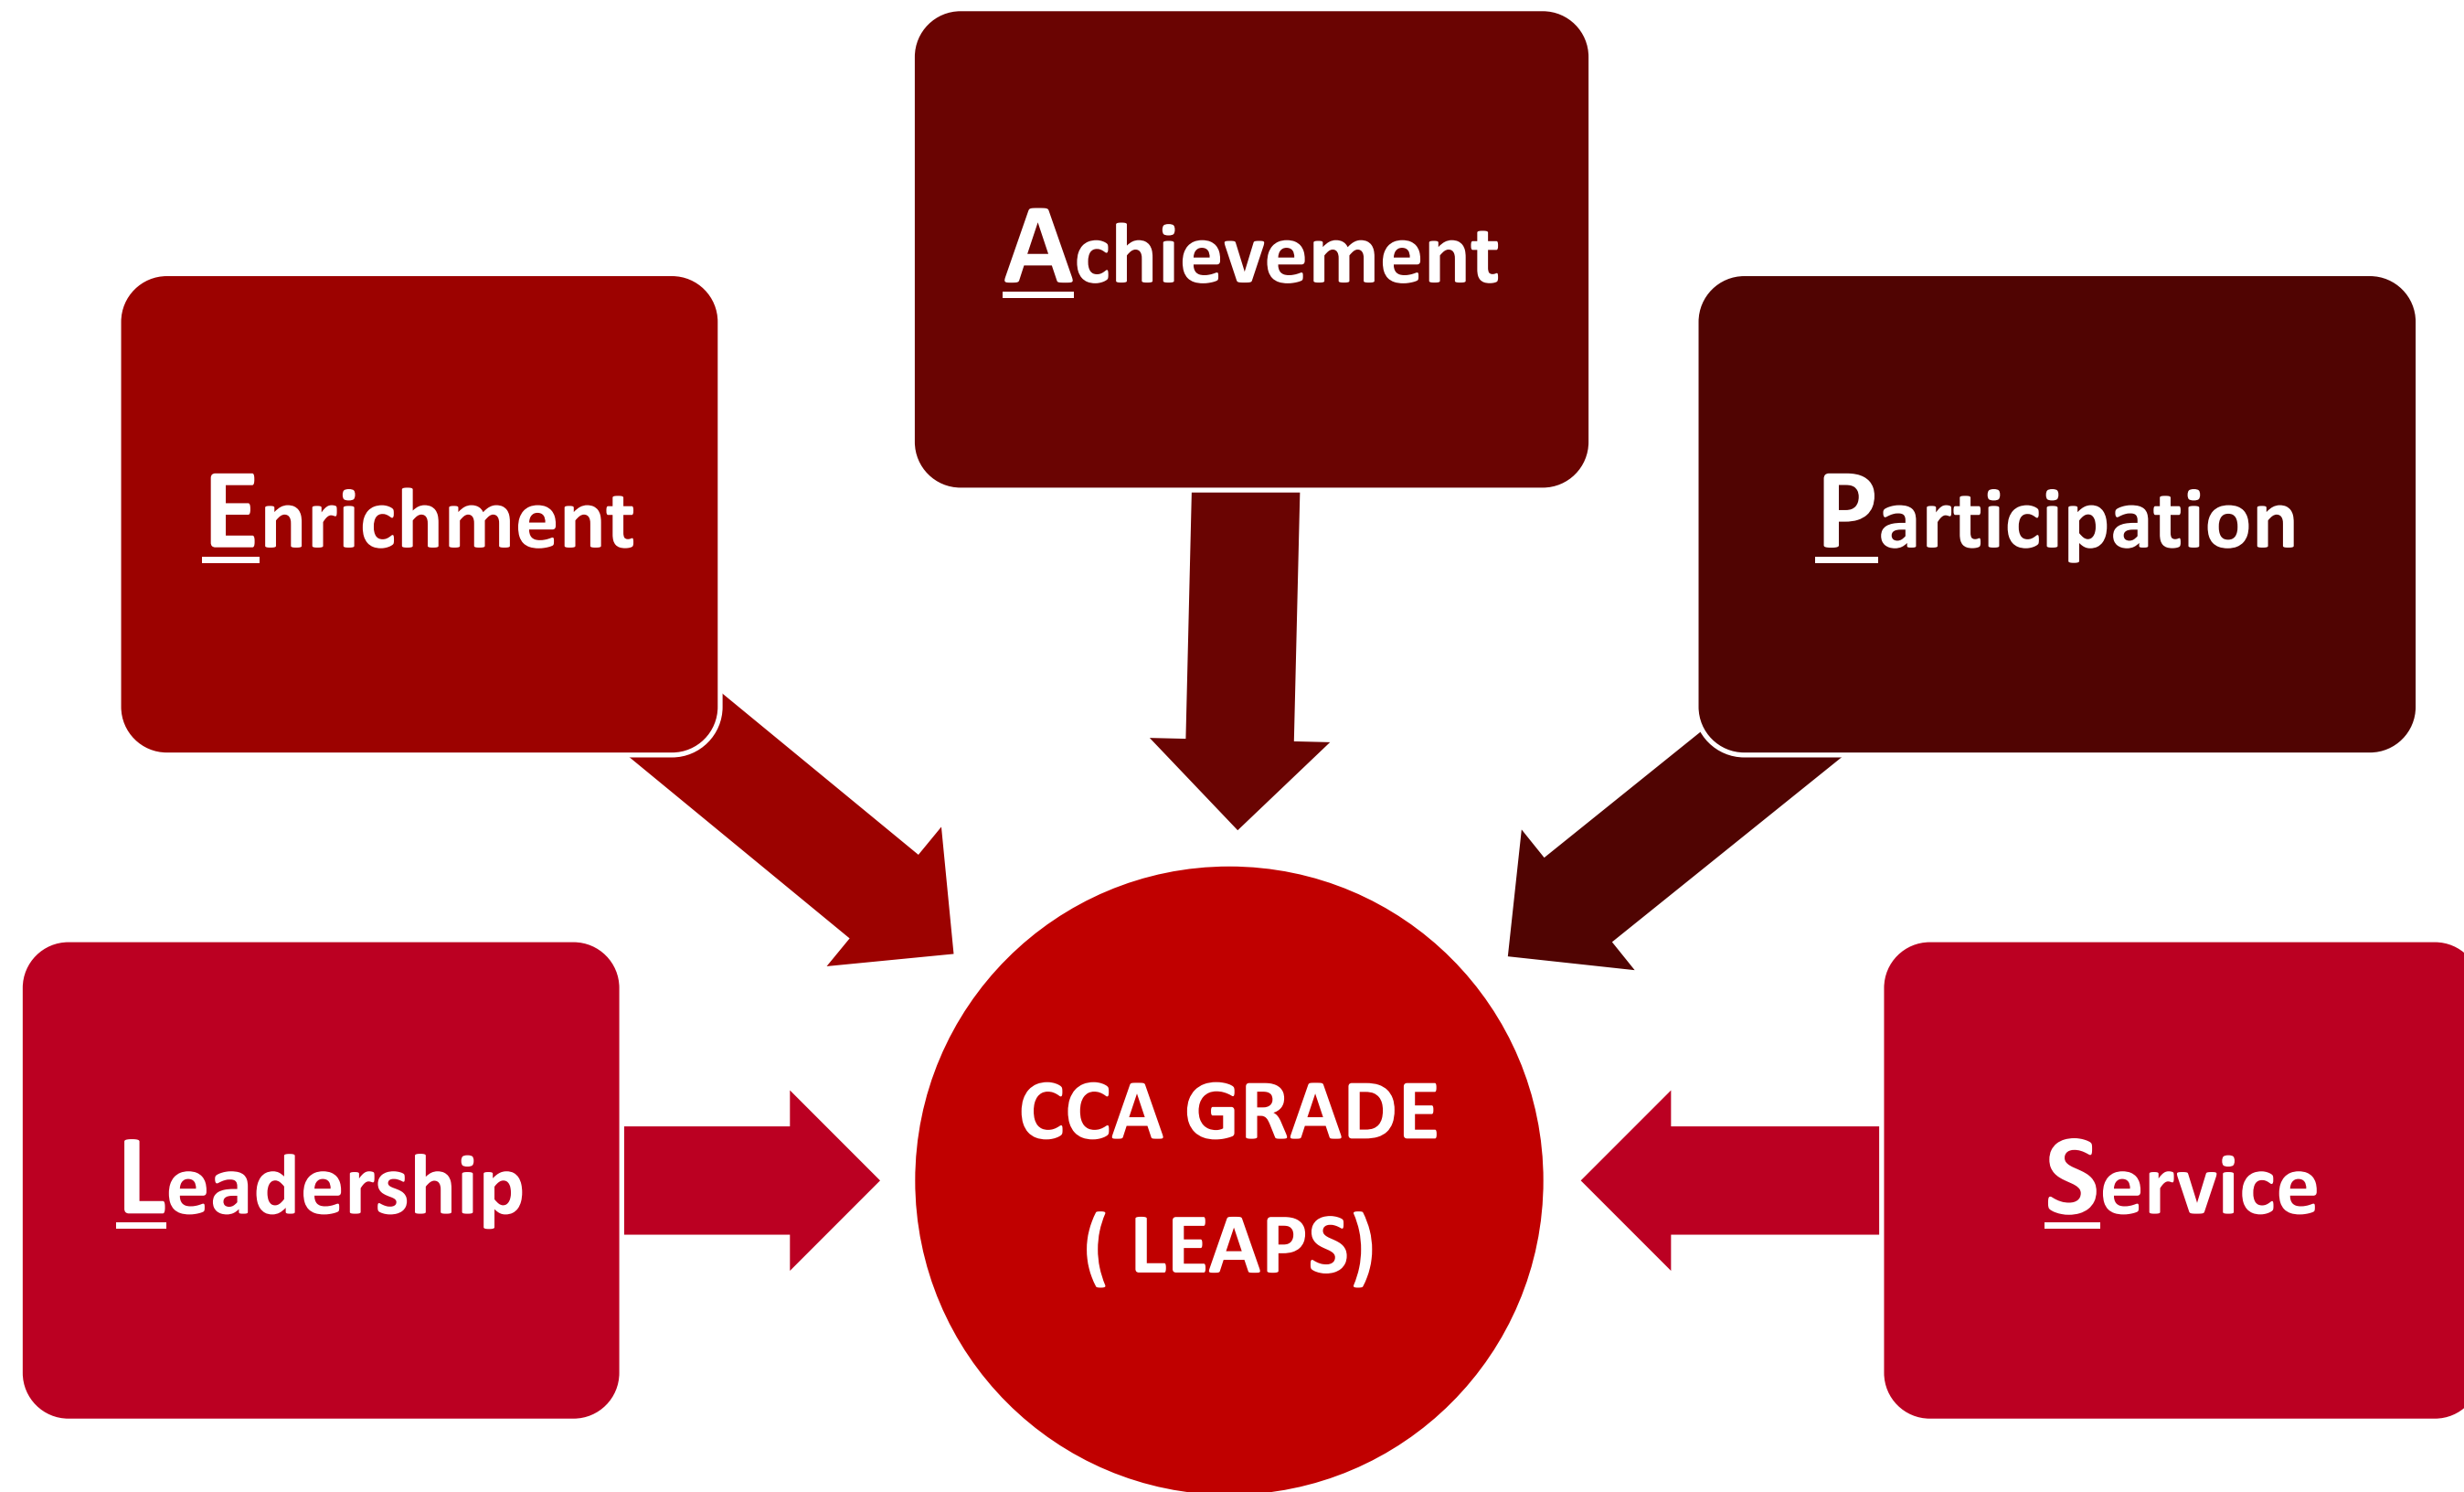 Achievement
Enrichment
Participation
Leadership
CCA GRADE
( LEAPS)
Service